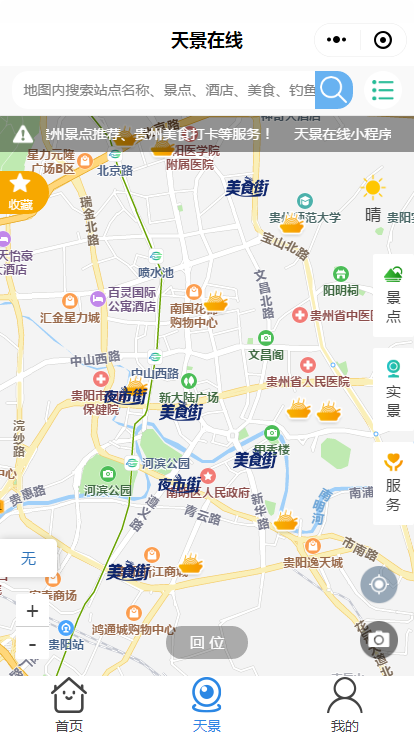 天景在线
地图内搜索站点名称、景点、酒店、美食、钓鱼
贵州景点推荐、贵州美食打卡等服务！ 天景在线小程序
星力元隆
广场B区
北京路
阳医学院
附属医院
收藏
美食街
贵州师范大学
晴
贵阳
瑞金北路
宝山北路
天怡豪
大酒店
喷水池
文昌北路
阳明祠
景点
百灵国际
公寓酒店
南国花锦
购物中心
汇金星力城
贵州省中医医
文昌阁
中山西路
中山西路
贵州省人民医院
实景
贵阳市
保健院
夜市街
新大陆广场
美食街
浣纱路
甲秀楼
美食街
中心
河滨公园
河滨公园
服务
贵惠路
夜市街
南明区人民政府
南浦
遵义路
青云路
新华路
南明河
市南路
无
美食街
浙江商城
贵阳逸天城
商场
+
鸿通城购物中心
贵阳站
-
回位
首页
天景
我的